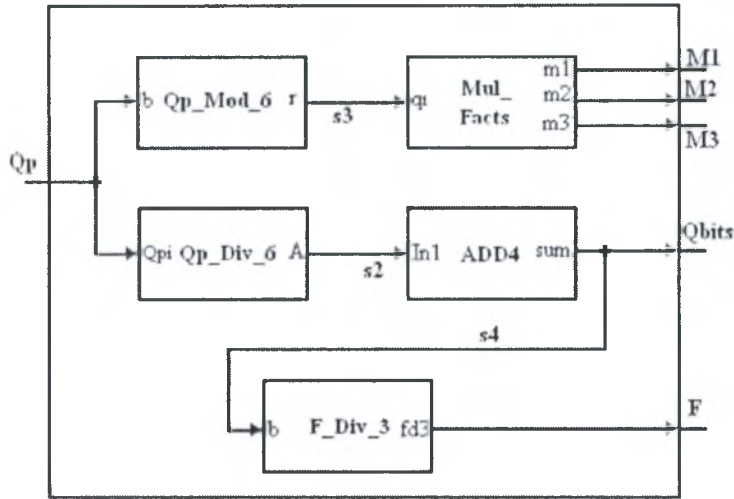 M1
m1
b Qp_Mod_6 r
qi
Mul_
Facts
m2
M2
s3
m3
M3
Qp
Qbits
Qpi Qp_Div_6 A
In1 ADD4 sum
s2
s4
F
b F_Div_3 fd3